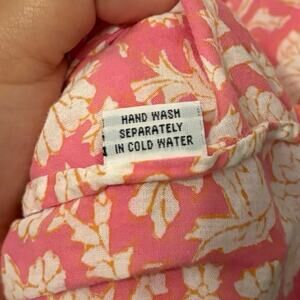 HAND WASH
SEPARATELY
IN COLD WATER